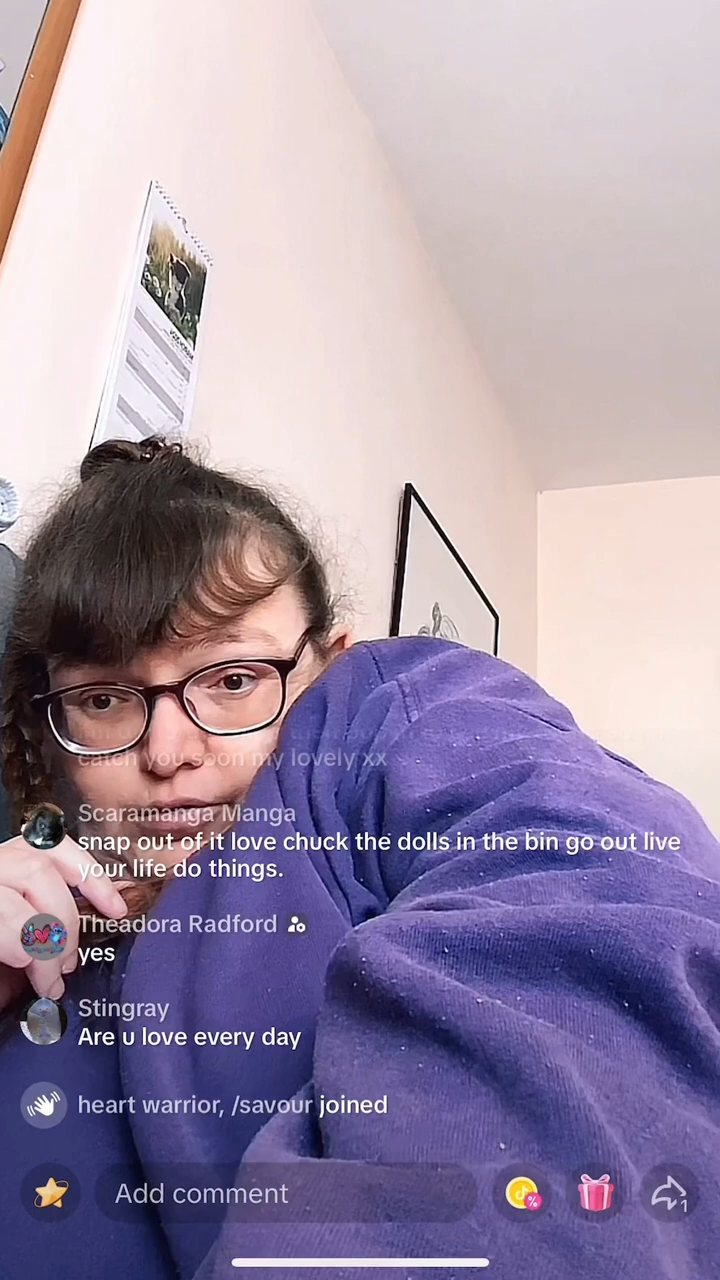 catch you soon my lovely xx
Scaramanga Manga
snap out of it love chuck the dolls in the bin go out live
your life do things.
Theadora Radford
yes
Stingray
Are u love every day
heart warrior, /savour joined
Add comment
1